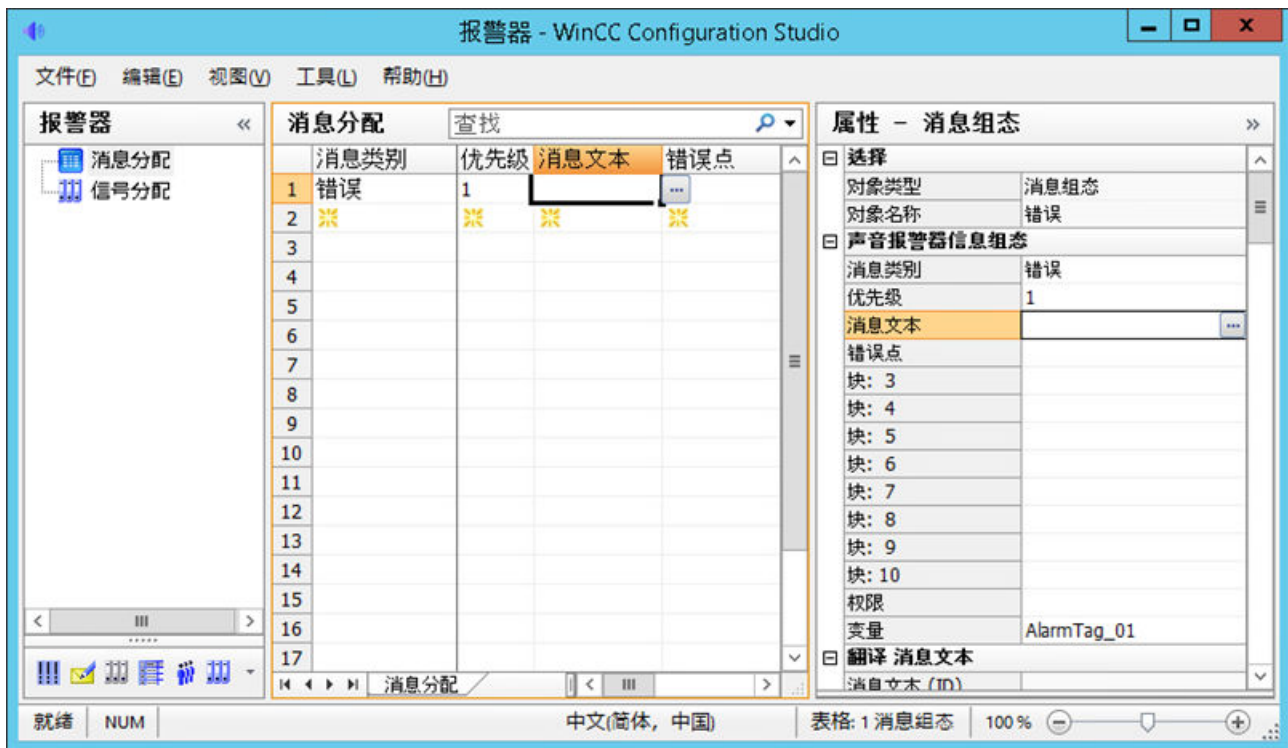 报警器 - WinCC Configuration Studio
文件(F) 编辑(E) 视图(V) 工具(L) 帮助(H)
报警器 «
消息分配
信号分配
消息分配 查找
消息类别 优先级 消息文本 错误点
1 错误 1 ...
2
3
4
5
6
7
8
9
10
11
12
13
14
15
16
17
消息分配
属性 - 消息组态 »
选择
对象类型 消息组态
对象名称 错误
声音报警器信息组态
消息类别 错误
优先级 1
消息文本 ...
错误点
块: 3
块: 4
块: 5
块: 6
块: 7
块: 8
块: 9
块: 10
权限
变量 AlarmTag_01
翻译 消息文本
消息文本 (ID)
就绪 NUM 中文(简体，中国) 表格: 1 消息组态 100 %